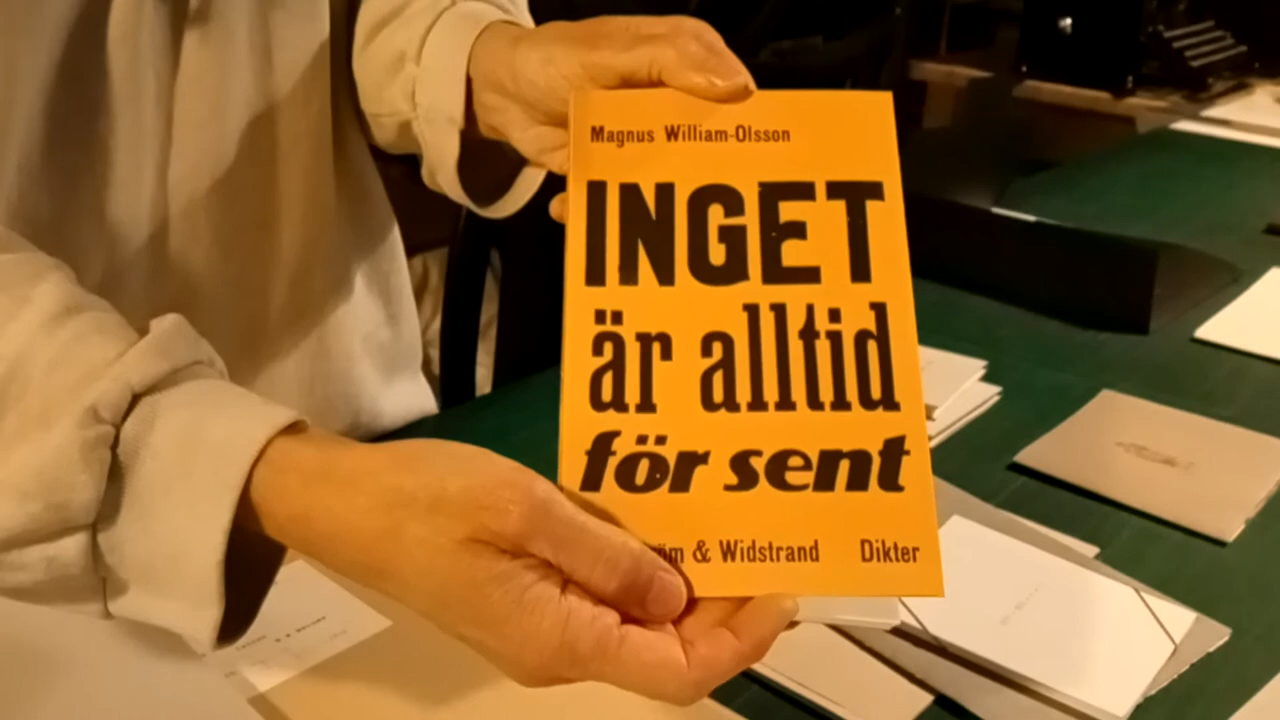 Magnus William-Olsson
INGET
är alltid
för sent
& Widstrand Dikter